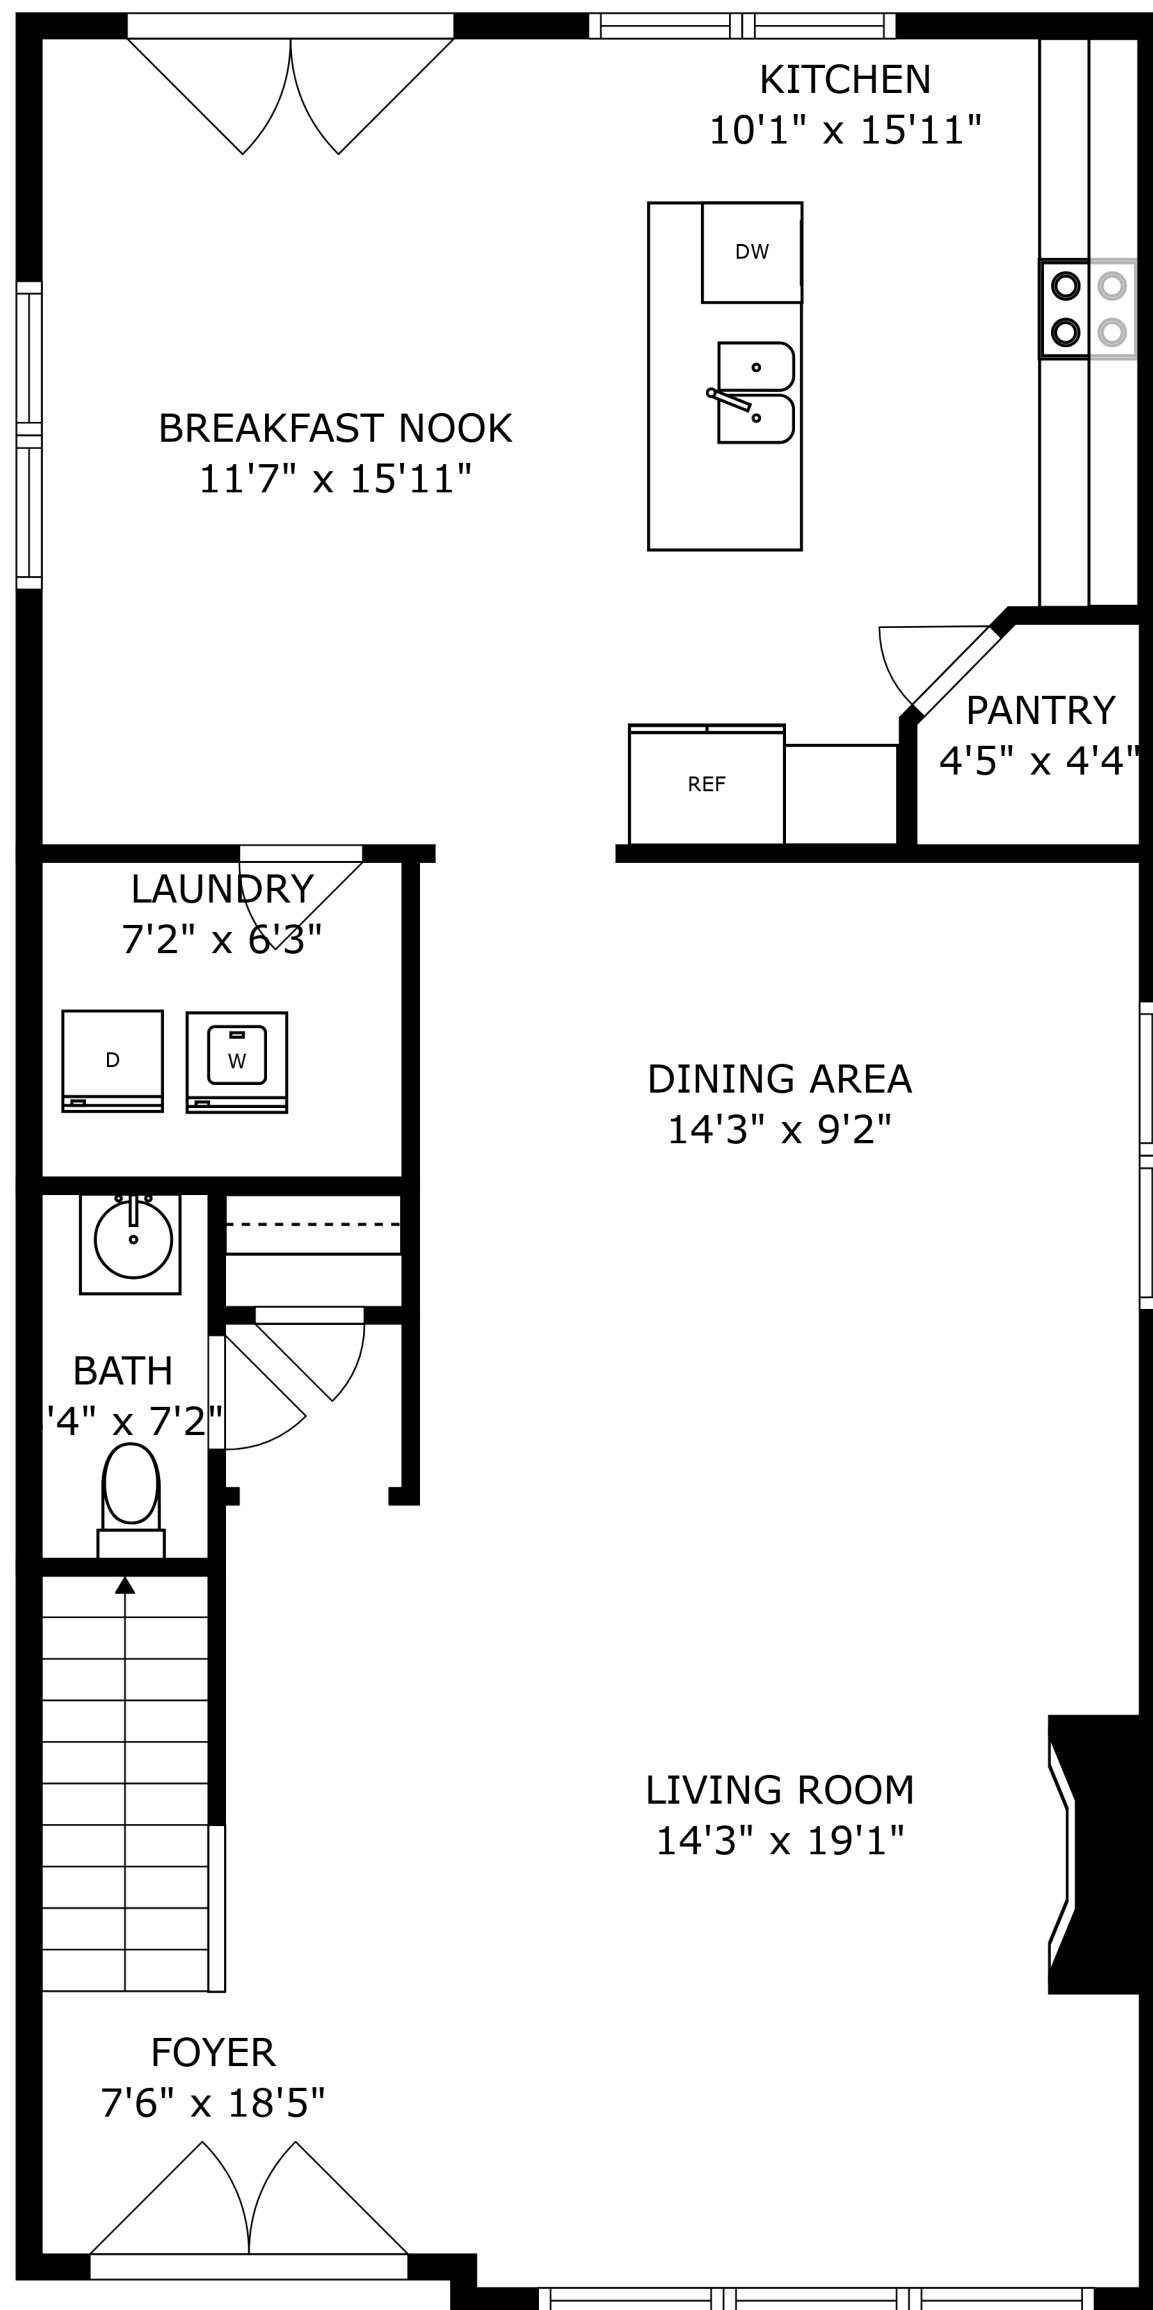 KITCHEN
10'1" x 15'11"
DW
BREAKFAST NOOK
11'7" x 15'11"
PANTRY
4'5" x 4'4"
REF
LAUNDRY
7'2" x 6'3"
D
W
DINING AREA
14'3" x 9'2"
BATH
'4" x 7'2"
LIVING ROOM
14'3" x 19'1"
FOYER
7'6" x 18'5"